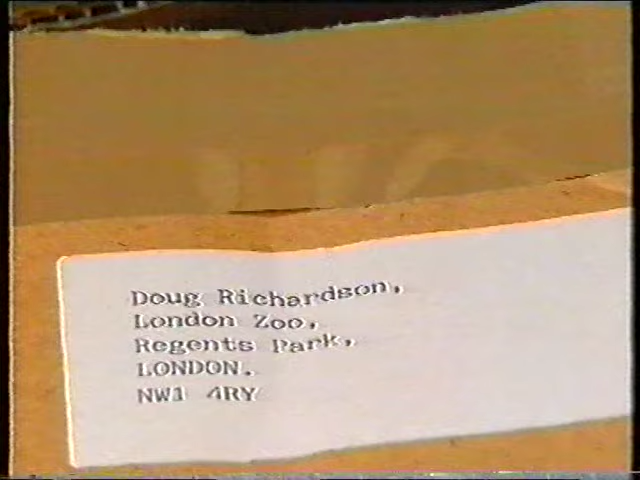 Doug Richardson,
London Zoo,
Regents Park,
LONDON.
NW1 4RY